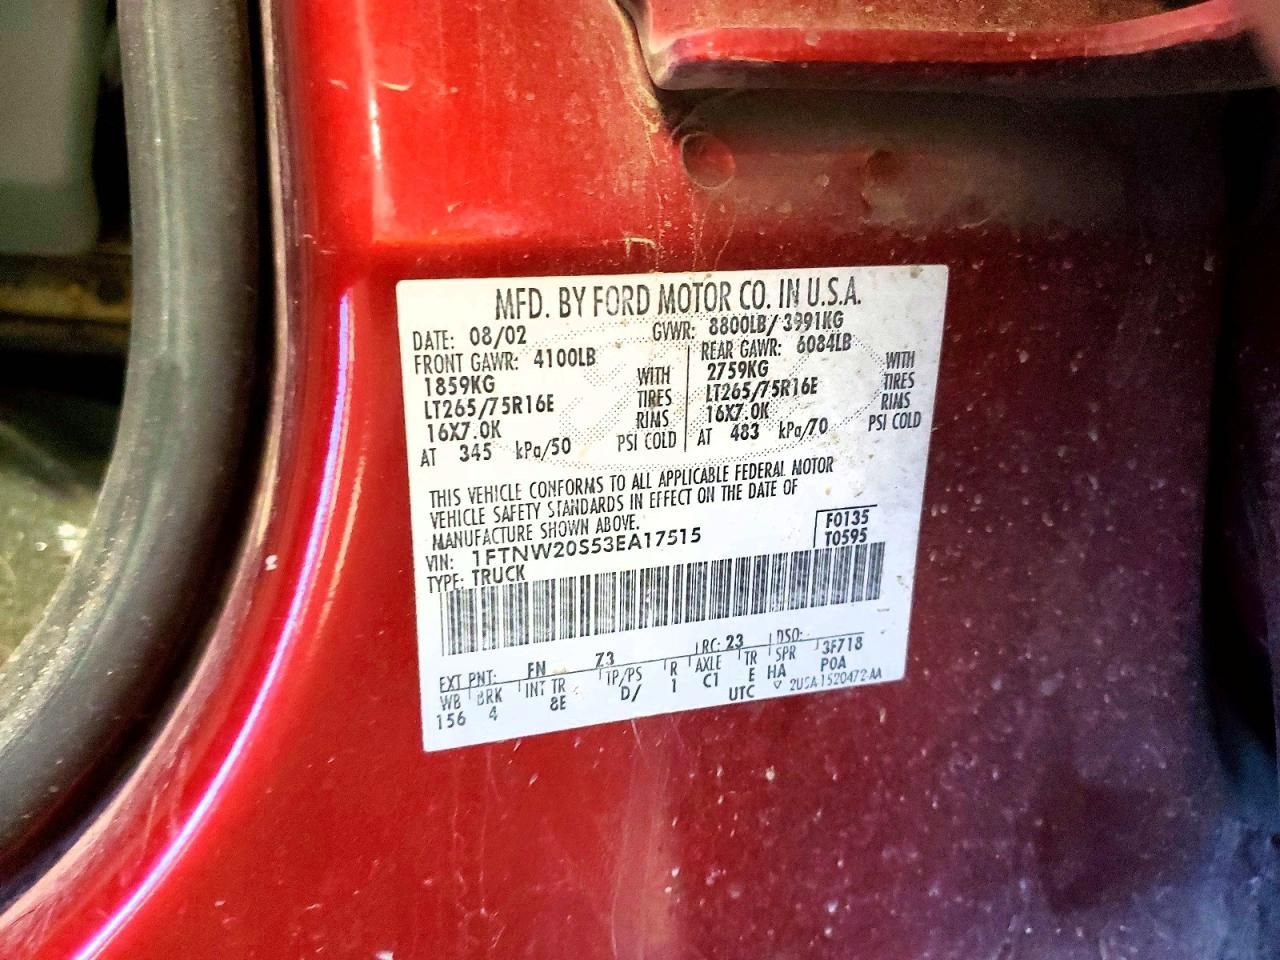 MFD. BY FORD MOTOR CO. IN U.S.A.
DATE: 08/02 GVWR: 8800LB/ 3991KG
FRONT GAWR: 4100LB REAR GAWR: 6084LB
1859KG WITH 2759KG WITH
LT265/75R16E TIRES LT265/75R16E TIRES
16X7.0K RIMS 16X7.0K RIMS
AT 345 kPa/50 PSI COLD AT 483 kPa/70 PSI COLD
THIS VEHICLE CONFORMS TO ALL APPLICABLE FEDERAL MOTOR
VEHICLE SAFETY STANDARDS IN EFFECT ON THE DATE OF
MANUFACTURE SHOWN ABOVE.
VIN: 1FTNW20S53EA17515 F0135
TYPE: TRUCK T0595
EXT PNT: FN 73 RC: 23 DSO: 3F718
WB BRK INT TR TP/PS R AXLE TR SPR POA
156 4 8E D/ 1 C1 E HA
UTC ▽ 2USA-1520472-AA